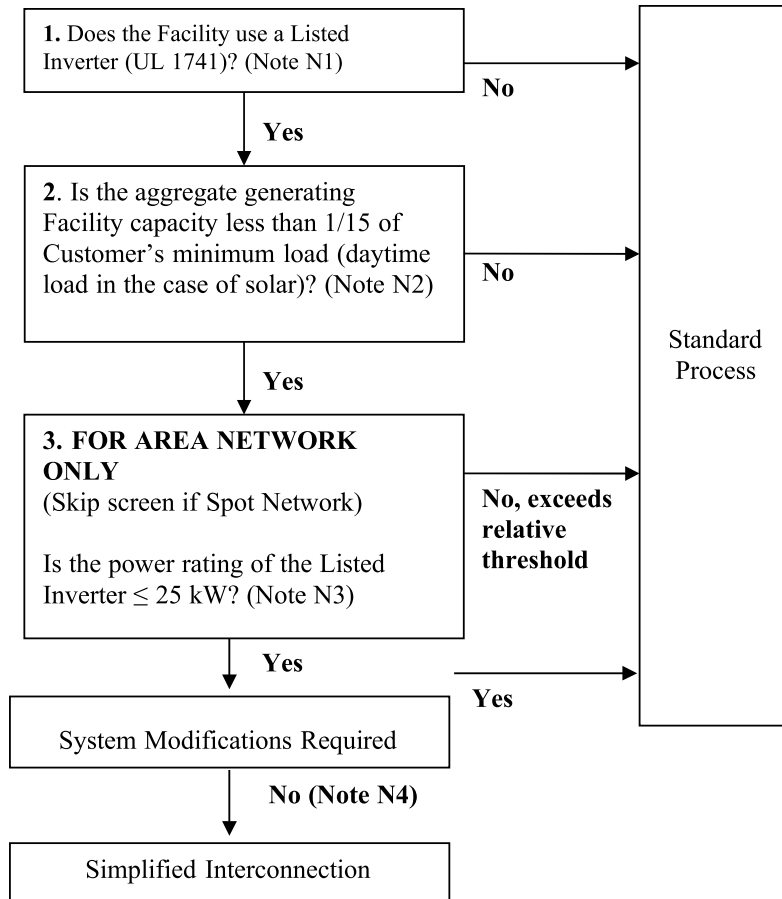 1. Does the Facility use a Listed
Inverter (UL 1741)? (Note N1)
No
Yes
2. Is the aggregate generating
Facility capacity less than 1/15 of
Customer’s minimum load (daytime
load in the case of solar)? (Note N2)
No
Standard
Process
Yes
3. FOR AREA NETWORK
ONLY
(Skip screen if Spot Network)
Is the power rating of the Listed
Inverter ≤ 25 kW? (Note N3)
No, exceeds
relative
threshold
Yes
Yes
System Modifications Required
No (Note N4)
Simplified Interconnection